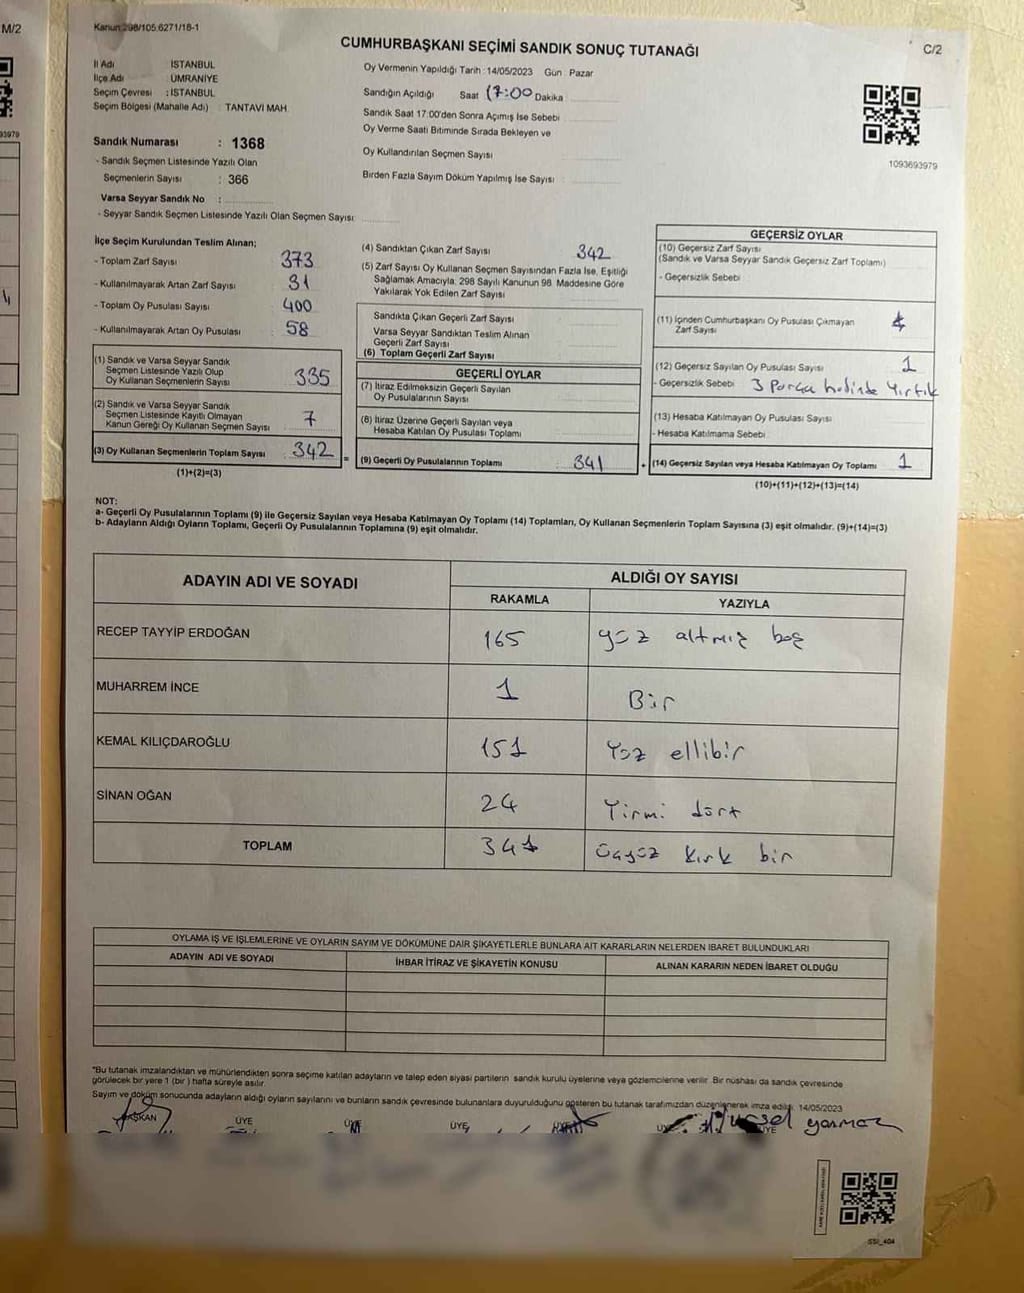 M/2
93979
Kanun 298/105.6271/18-1
CUMHURBAŞKANI SEÇİMİ SANDIK SONUÇ TUTANAĞI
C/2
İl Adı İSTANBUL
İlçe Adı ÜMRANİYE
Seçim Çevresi : İSTANBUL
Seçim Bölgesi (Mahalle Adı) : TANTAVİ MAH.
Oy Vermenin Yapıldığı Tarih : 14/05/2023 Gün : Pazar
Sandığın Açıldığı Saat 17:00 Dakika
Sandık Saat 17:00'den Sonra Açımış İse Sebebi
Oy Verme Saati Bitiminde Sırada Bekleyen ve
Oy Kullandırılan Seçmen Sayısı
Birden Fazla Sayım Döküm Yapılmış İse Sayısı :
1093693979
Sandık Numarası : 1368
- Sandık Seçmen Listesinde Yazılı Olan
Seçmenlerin Sayısı : 366
Varsa Seyyar Sandık No :
- Seyyar Sandık Seçmen Listesinde Yazılı Olan Seçmen Sayısı:
İlçe Seçim Kurulundan Teslim Alınan;
- Toplam Zarf Sayısı 373
- Kullanılmayarak Artan Zarf Sayısı : 31
- Toplam Oy Pusulası Sayısı : 400
- Kullanılmayarak Artan Oy Pusulası : 58
(1) Sandık ve Varsa Seyyar Sandık
Seçmen Listesinde Yazılı Olup
Oy Kullanan Seçmenlerin Sayısı 335
(2) Sandık ve Varsa Seyyar Sandık
Seçmen Listesinde Kayıtlı Olmayan
Kanun Gereği Oy Kullanan Seçmen Sayısı 7
(3) Oy Kullanan Seçmenlerin Toplam Sayısı : 342
(1)+(2)=(3)
(4) Sandıktan Çıkan Zarf Sayısı 342
(5) Zarf Sayısı Oy Kullanan Seçmen Sayısından Fazla İse, Eşitliği
Sağlamak Amacıyla; 298 Sayılı Kanunun 98. Maddesine Göre
Yakılarak Yok Edilen Zarf Sayısı
Sandıkta Çıkan Geçerli Zarf Sayısı
Varsa Seyyar Sandıktan Teslim Alınan
Geçerli Zarf Sayısı
(6) Toplam Geçerli Zarf Sayısı
GEÇERLİ OYLAR
(7) İtiraz Edilmeksizin Geçerli Sayılan
Oy Pusulalarının Sayısı
(8) İtiraz Üzerine Geçerli Sayılan veya
Hesaba Katılan Oy Pusulası Toplamı
= (9) Geçerli Oy Pusulalarının Toplamı 341
GEÇERSİZ OYLAR
(10) Geçersiz Zarf Sayısı
(Sandık ve Varsa Seyyar Sandık Geçersiz Zarf Toplamı)
- Geçersizlik Sebebi
(11) İçinden Cumhurbaşkanı Oy Pusulası Çıkmayan
Zarf Sayısı
(12) Geçersiz Sayılan Oy Pusulası Sayısı : 1
- Geçersizlik Sebebi 3 Parça halinde Yırtık
(13) Hesaba Katılmayan Oy Pusulası Sayısı
- Hesaba Katılmama Sebebi
+ (14) Geçersiz Sayılan veya Hesaba Katılmayan Oy Toplamı 1
(10)+(11)+(12)+(13)=(14)
NOT:
a- Geçerli Oy Pusulalarının Toplamı (9) ile Geçersiz Sayılan veya Hesaba Katılmayan Oy Toplamı (14) Toplamları, Oy Kullanan Seçmenlerin Toplam Sayısına (3) eşit olmalıdır. (9)+(14)=(3)
b- Adayların Aldığı Oyların Toplamı, Geçerli Oy Pusulalarının Toplamına (9) eşit olmalıdır.
ADAYIN ADI VE SOYADI
ALDIĞI OY SAYISI
RAKAMLA YAZIYLA
RECEP TAYYİP ERDOĞAN 165 yüz altmış beş
MUHARREM İNCE 1 Bir
KEMAL KILIÇDAROĞLU 151 Yüz ellibir
SİNAN OĞAN 24 Yirmi dört
TOPLAM 341 Üçyüz kırk bir
OYLAMA İŞ VE İŞLEMLERİNE VE OYLARIN SAYIM VE DÖKÜMÜNE DAİR ŞİKAYETLERLE BUNLARA AİT KARARLARIN NELERDEN İBARET BULUNDUKLARI
ADAYIN ADI VE SOYADI İHBAR İTİRAZ VE ŞİKAYETİN KONUSU ALINAN KARARIN NEDEN İBARET OLDUĞU
"Bu tutanak imzalandıktan ve mühürlendikten sonra seçime katılan adayların ve talep eden siyasi partilerin sandık kurulu üyelerine veya gözlemcilerine verilir. Bir nüshası da sandık çevresinde
görülecek bir yere 1 (bir) hafta süreyle asılır.
Sayım ve döküm sonucunda adayların aldığı oyların sayılarını ve bunların sandık çevresinde bulunanlara duyurulduğunu gösteren bu tutanak tarafımızdan düzenlenerek imza edildi. 14/05/2023
BAŞKAN ÜYE ÜYE ÜYE ÜYE ÜYE
SSİ_404